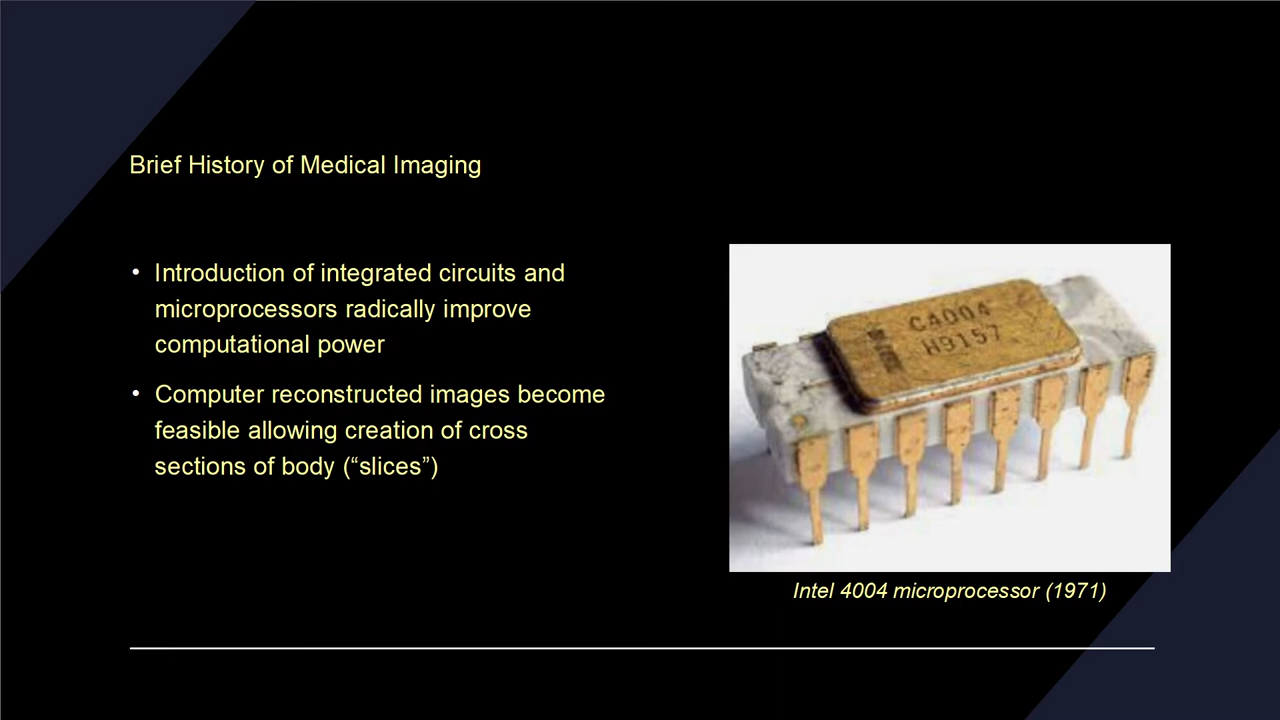 Brief History of Medical Imaging
• Introduction of integrated circuits and
microprocessors radically improve
computational power
• Computer reconstructed images become
feasible allowing creation of cross
sections of body (“slices”)
C4004
H9157
Intel 4004 microprocessor (1971)